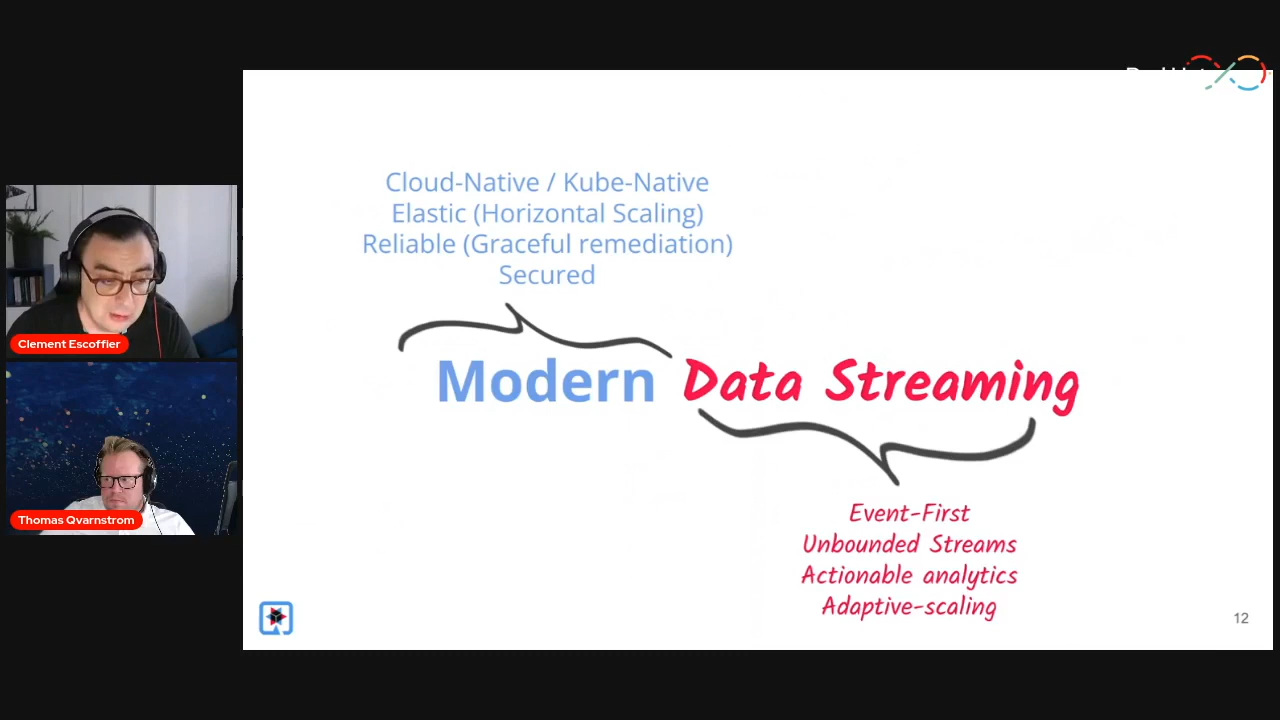 Cloud-Native / Kube-Native
Elastic (Horizontal Scaling)
Reliable (Graceful remediation)
Secured
Modern Data Streaming
Event-First
Unbounded Streams
Actionable analytics
Adaptive-scaling
12
Clement Escoffier
Thomas Qvarnstrom